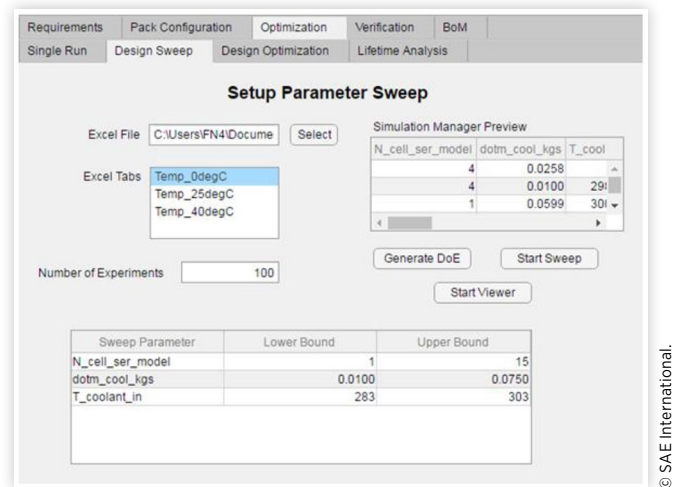 Requirements Pack Configuration Optimization Verification BoM
Single Run Design Sweep Design Optimization Lifetime Analysis
Setup Parameter Sweep
Excel File C:\Users\FN4\Docume Select
Excel Tabs Temp_0degC
Temp_25degC
Temp_40degC
Number of Experiments 100
Simulation Manager Preview
N_cell_ser_model dotm_cool_kgs T_cool
4 0.0258
4 0.0100 29
1 0.0599 30
Generate DoE Start Sweep
Start Viewer
Sweep Parameter Lower Bound Upper Bound
N_cell_ser_model 1 15
dotm_cool_kgs 0.0100 0.0750
T_coolant_in 283 303
© SAE International.